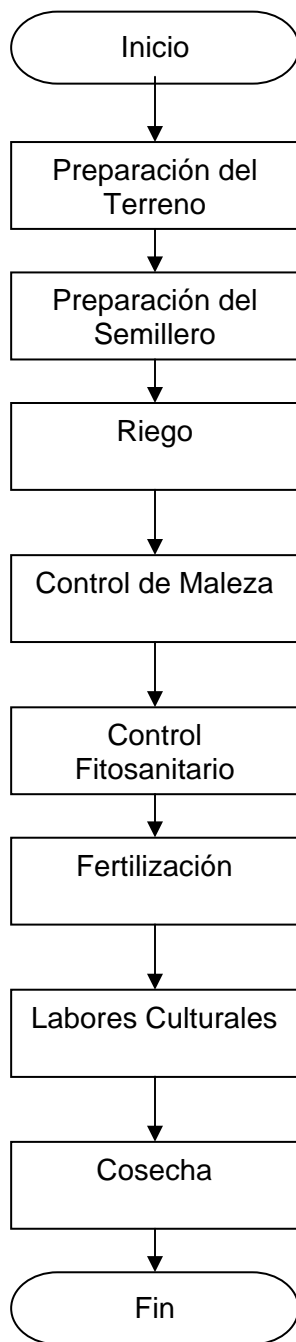 Inicio
Preparación del
Terreno
Preparación del
Semillero
Riego
Control de Maleza
Control
Fitosanitario
Fertilización
Labores Culturales
Cosecha
Fin